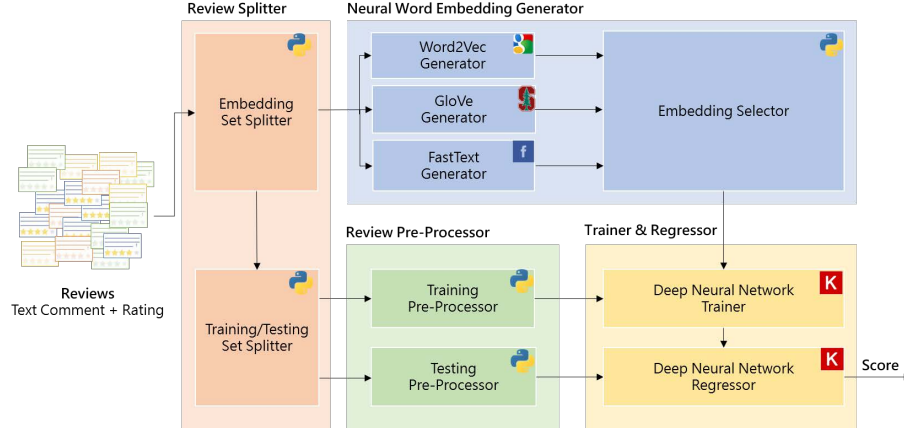 Review Splitter
Neural Word Embedding Generator
Embedding
Set Splitter
Word2Vec
Generator
GloVe
Generator
FastText
Generator
f
Embedding Selector
S
Reviews
Text Comment + Rating
Training/Testing
Set Splitter
Review Pre-Processor
Training
Pre-Processor
Testing
Pre-Processor
Trainer & Regressor
Deep Neural Network
Trainer
K
Deep Neural Network
Regressor
K
Score